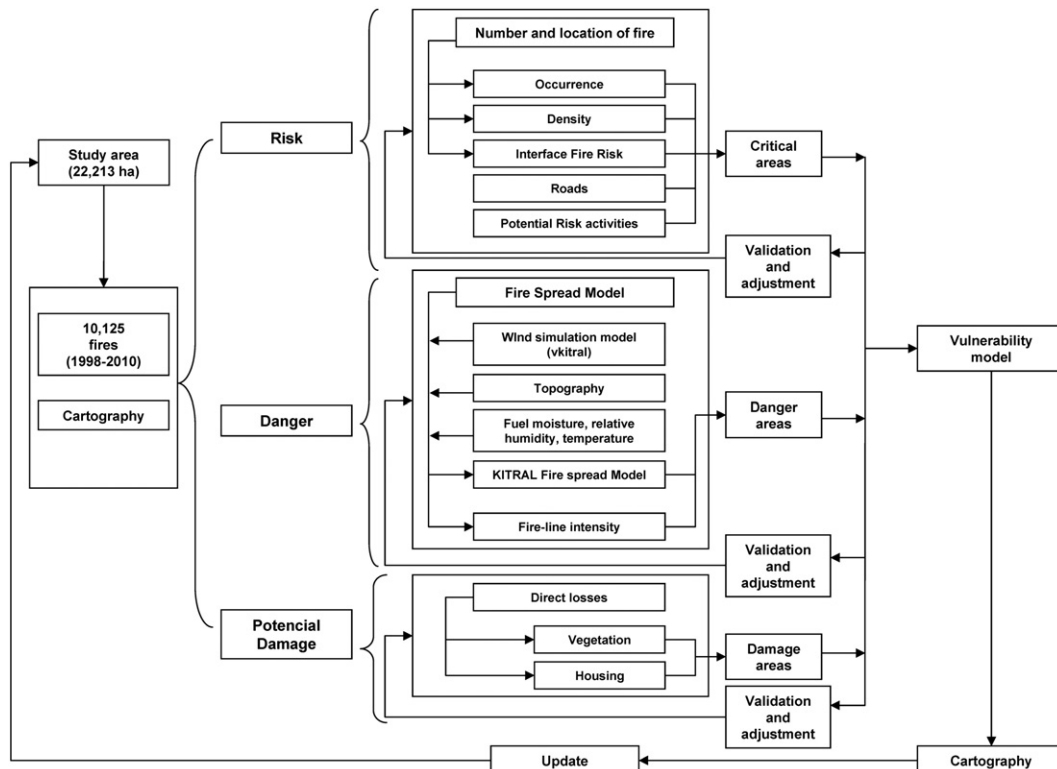 Study area
(22,213 ha)
10,125
fires
(1998-2010)
Cartography
Risk
Number and location of fire
Occurrence
Density
Interface Fire Risk
Roads
Potential Risk activities
Critical
areas
Validation
and
adjustment
Danger
Fire Spread Model
WInd simulation model
(vkitral)
Topography
Fuel moisture, relative
humidity, temperature
KITRAL Fire spread Model
Fire-line intensity
Danger
areas
Validation
and
adjustment
Potencial
Damage
Direct losses
Vegetation
Housing
Damage
areas
Validation
and
adjustment
Vulnerability
model
Cartography
Update